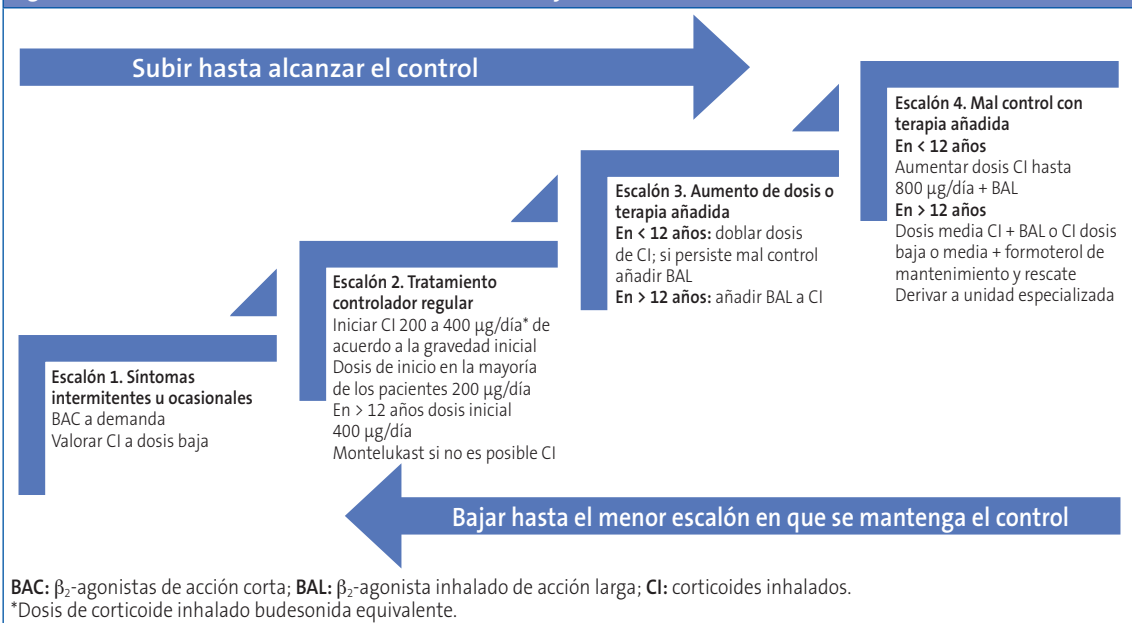 Subir hasta alcanzar el control
Escalón 4. Mal control con
terapia añadida
En < 12 años
Aumentar dosis CI hasta
800 µg/día + BAL
En > 12 años
Dosis media CI + BAL o CI dosis
baja o media + formoterol de
mantenimiento y rescate
Derivar a unidad especializada
Escalón 3. Aumento de dosis o
terapia añadida
En < 12 años: doblar dosis
de CI; si persiste mal control
añadir BAL
En > 12 años: añadir BAL a CI
Escalón 2. Tratamiento
controlador regular
Iniciar CI 200 a 400 µg/día* de
acuerdo a la gravedad inicial
Dosis de inicio en la mayoría
de los pacientes 200 µg/día
En > 12 años dosis inicial
400 µg/día
Montelukast si no es posible CI
Escalón 1. Síntomas
intermitentes u ocasionales
BAC a demanda
Valorar CI a dosis baja
Bajar hasta el menor escalón en que se mantenga el control
BAC: β₂-agonistas de acción corta; BAL: β₂-agonista inhalado de acción larga; CI: corticoides inhalados.
*Dosis de corticoide inhalado budesonida equivalente.